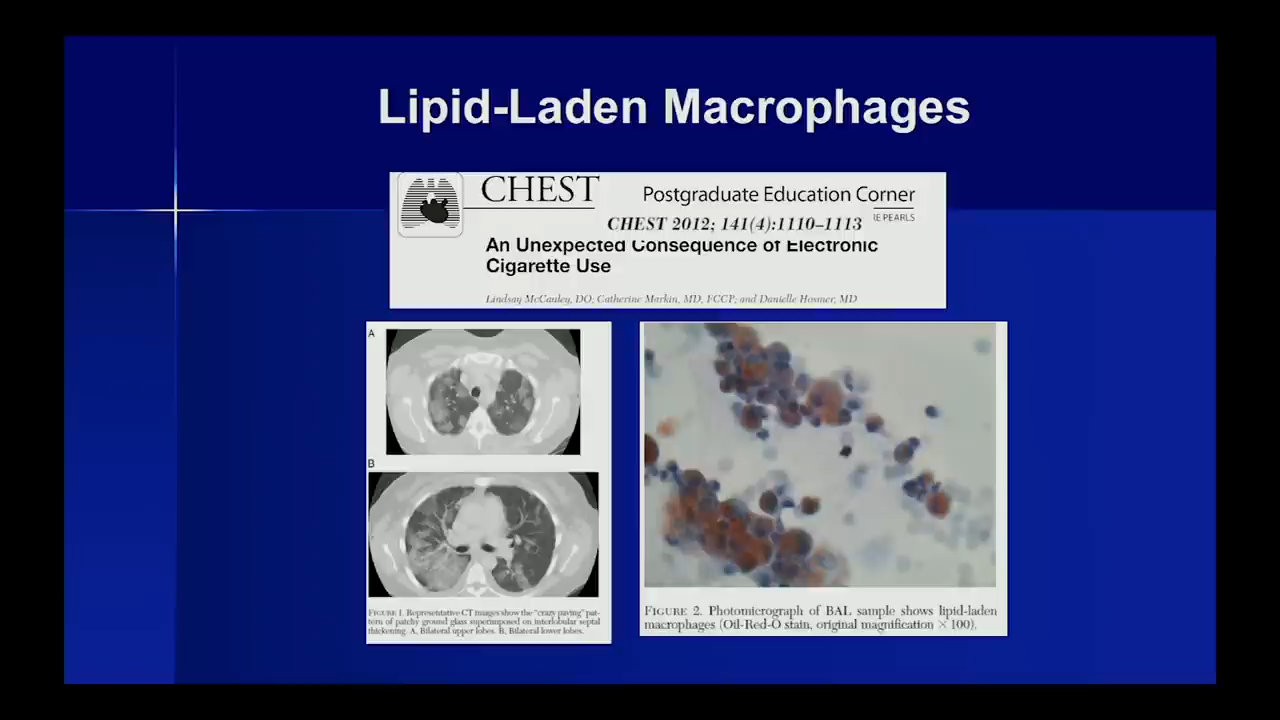 Lipid-Laden Macrophages
CHEST
Postgraduate Education Corner
CHEST 2012; 141(4):1110–1113
E PEARLS
An Unexpected Consequence of Electronic
Cigarette Use
Lindsay McCauley, DO; Catherine Markin, MD, FCCP; and Danielle Hosmer, MD
A
B
FIGURE 1. Representative CT images show the "crazy paving" pat-
tern of patchy ground glass superimposed on interlobular septal
thickening. A, Bilateral upper lobes. B, Bilateral lower lobes.
FIGURE 2. Photomicrograph of BAL sample shows lipid-laden
macrophages (Oil-Red-O stain, original magnification × 100).